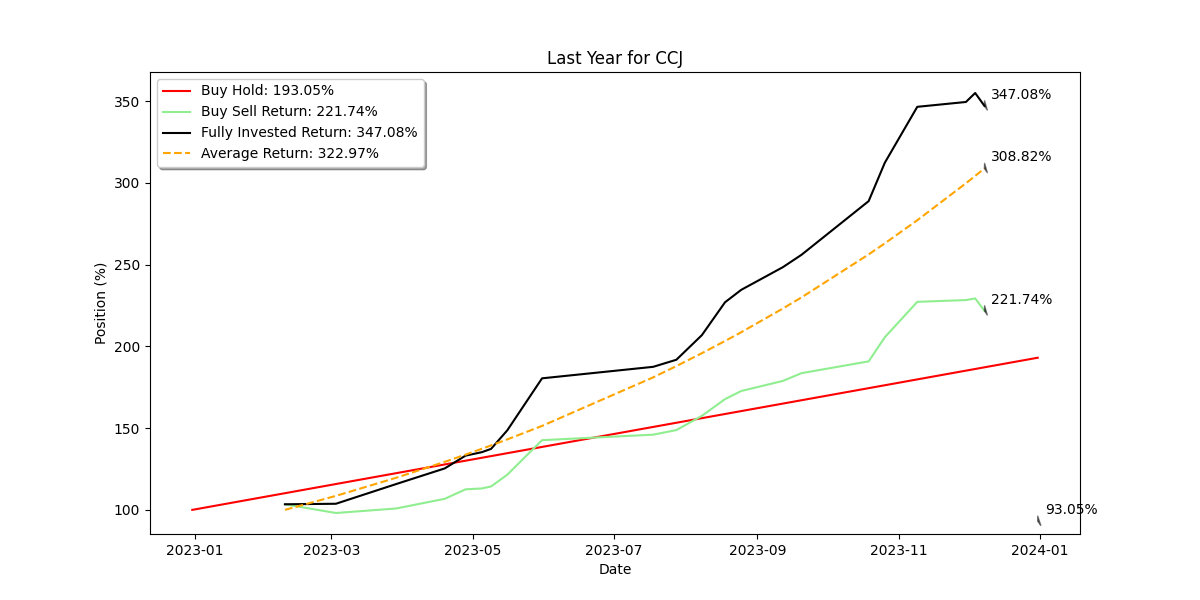 Last Year for CCJ
Buy Hold: 193.05%
Buy Sell Return: 221.74%
Fully Invested Return: 347.08%
Average Return: 322.97%
347.08%
308.82%
221.74%
93.05%
Position (%)
350
300
250
200
150
100
2023-01
2023-03
2023-05
2023-07
2023-09
2023-11
2024-01
Date